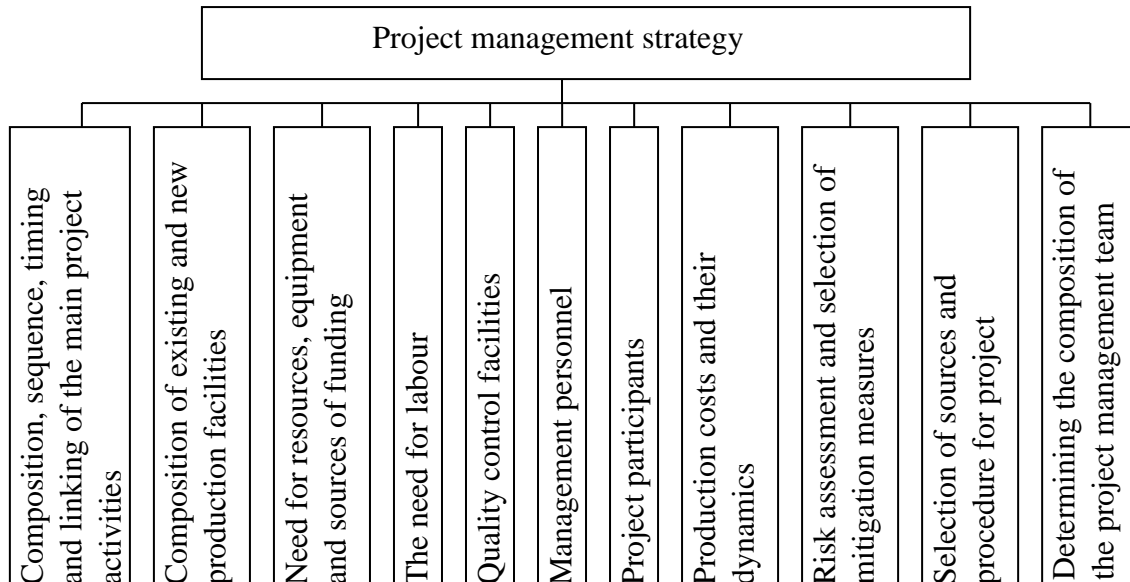 Project management strategy
Composition, sequence, timing
and linking of the main project
activities
Composition of existing and new
production facilities
Need for resources, equipment
and sources of funding
The need for labour
Quality control facilities
Management personnel
Project participants
Production costs and their
dynamics
Risk assessment and selection of
mitigation measures
Selection of sources and
procedure for project
Determining the composition of
the project management team